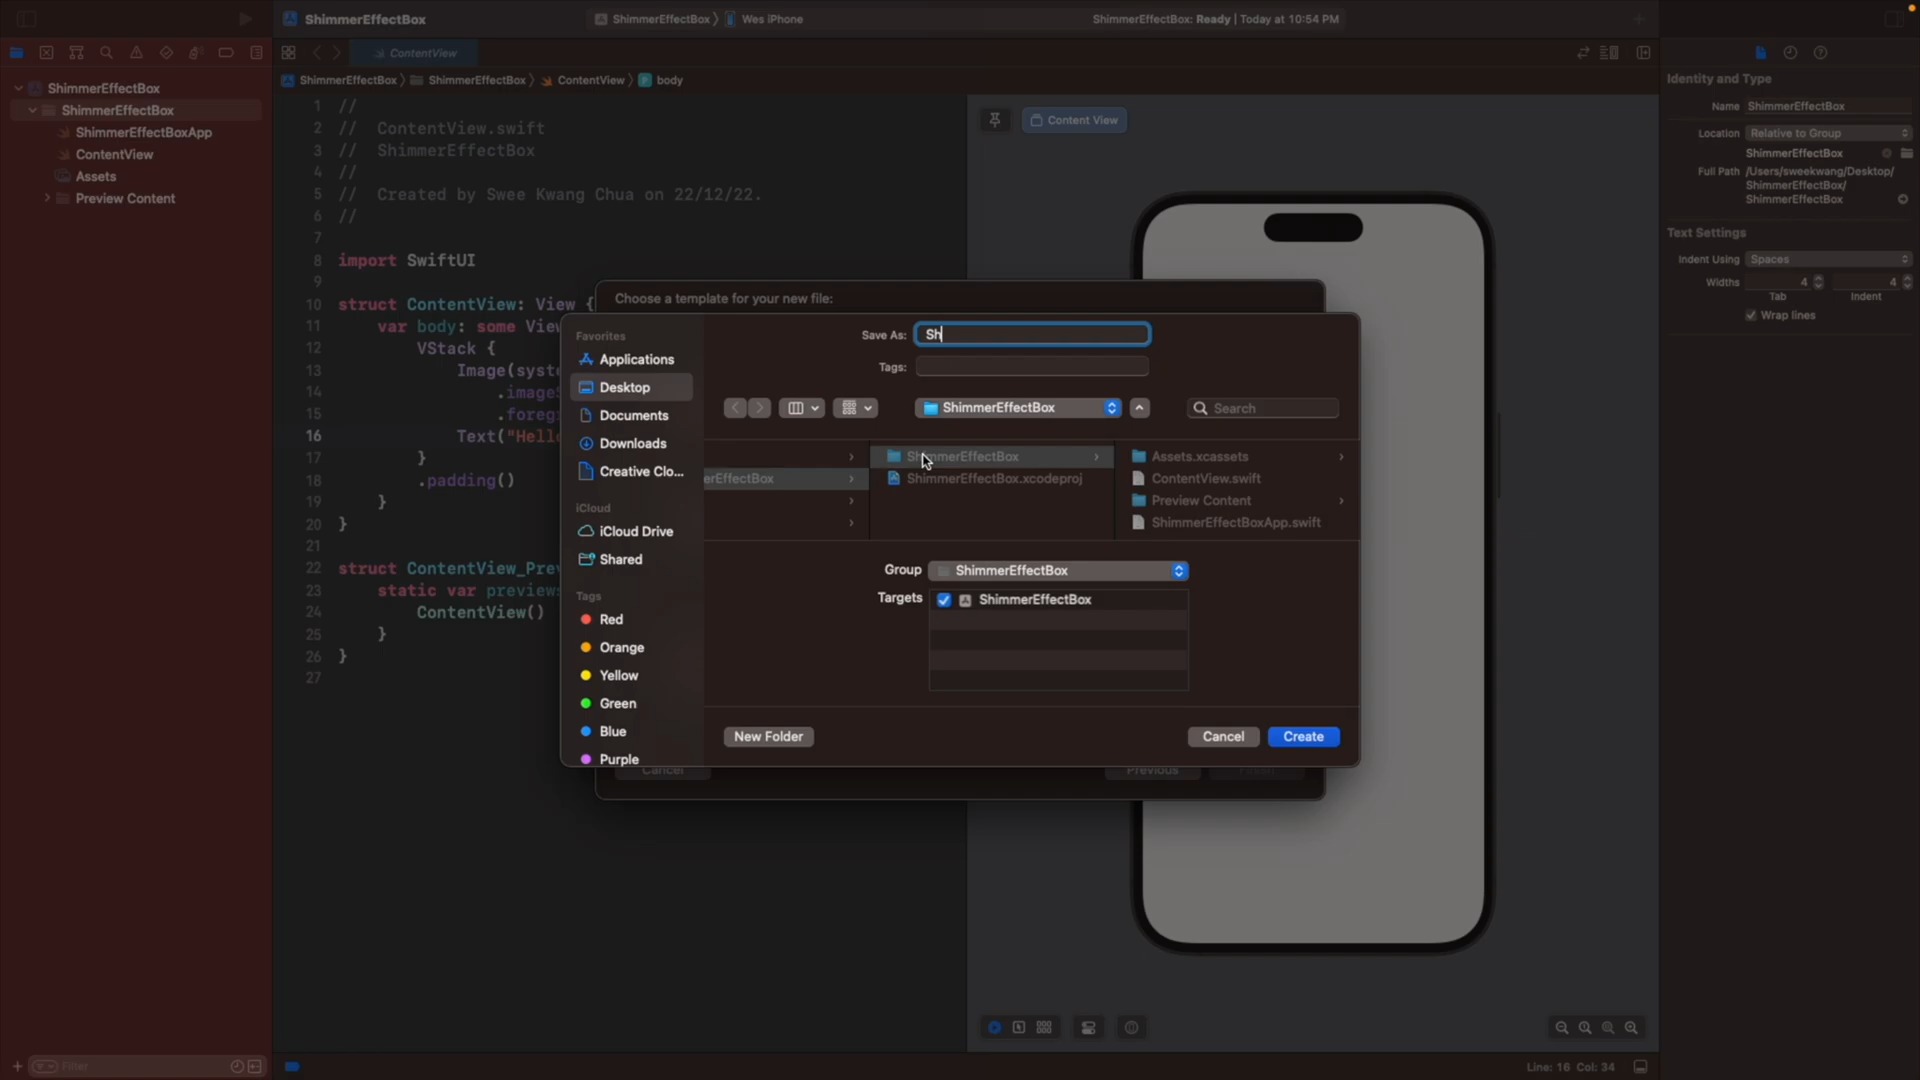 ShimmerEffectBox
ShimmerEffectBox
Wes iPhone
ShimmerEffectBox: Ready | Today at 10:54 PM
ContentView
ShimmerEffectBox
ShimmerEffectBox
ContentView
body
ShimmerEffectBox
ShimmerEffectBox
ShimmerEffectBoxApp
ContentView
Assets
Preview Content
Filter
1 //
2 // ContentView.swift
3 // ShimmerEffectBox
4 //
5 // Created by Swee Kwang Chua on 22/12/22.
6 //
7
8 import SwiftUI
9
10 struct ContentView: View {
11 var body: some View
12 VStack {
13 Image(syste
14 .imageS
15 .foreg
16 Text("Hello
17 }
18 .padding()
19 }
20 }
21
22 struct ContentView_Prev
23 static var previews
24 ContentView()
25 }
26 }
27
Content View
Choose a template for your new file:
Favorites
Applications
Desktop
Documents
Downloads
Creative Clo...
iCloud
iCloud Drive
Shared
Tags
Red
Orange
Yellow
Green
Blue
Purple
Save As: Sh
Tags:
ShimmerEffectBox
Search
erEffectBox
ShimmerEffectBox
ShimmerEffectBox.xcodeproj
Assets.xcassets
ContentView.swift
Preview Content
ShimmerEffectBoxApp.swift
Group ShimmerEffectBox
Targets ShimmerEffectBox
New Folder
Cancel
Create
Cancel
Previous
Finish
Identity and Type
Name ShimmerEffectBox
Location Relative to Group
ShimmerEffectBox
Full Path /Users/sweekwang/Desktop/
ShimmerEffectBox/
ShimmerEffectBox
Text Settings
Indent Using Spaces
Widths 4 4
Tab Indent
Wrap lines
Line: 16 Col: 34